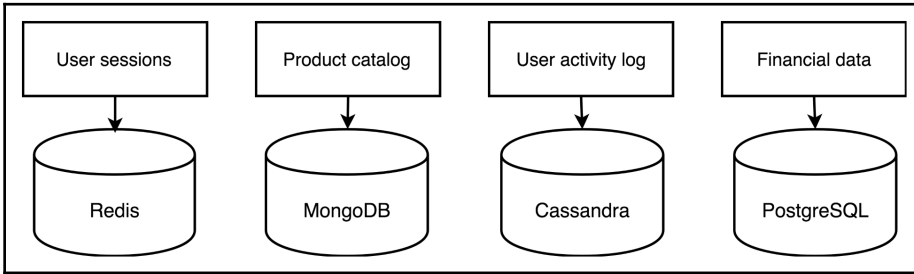 User sessions
Product catalog
User activity log
Financial data
Redis
MongoDB
Cassandra
PostgreSQL